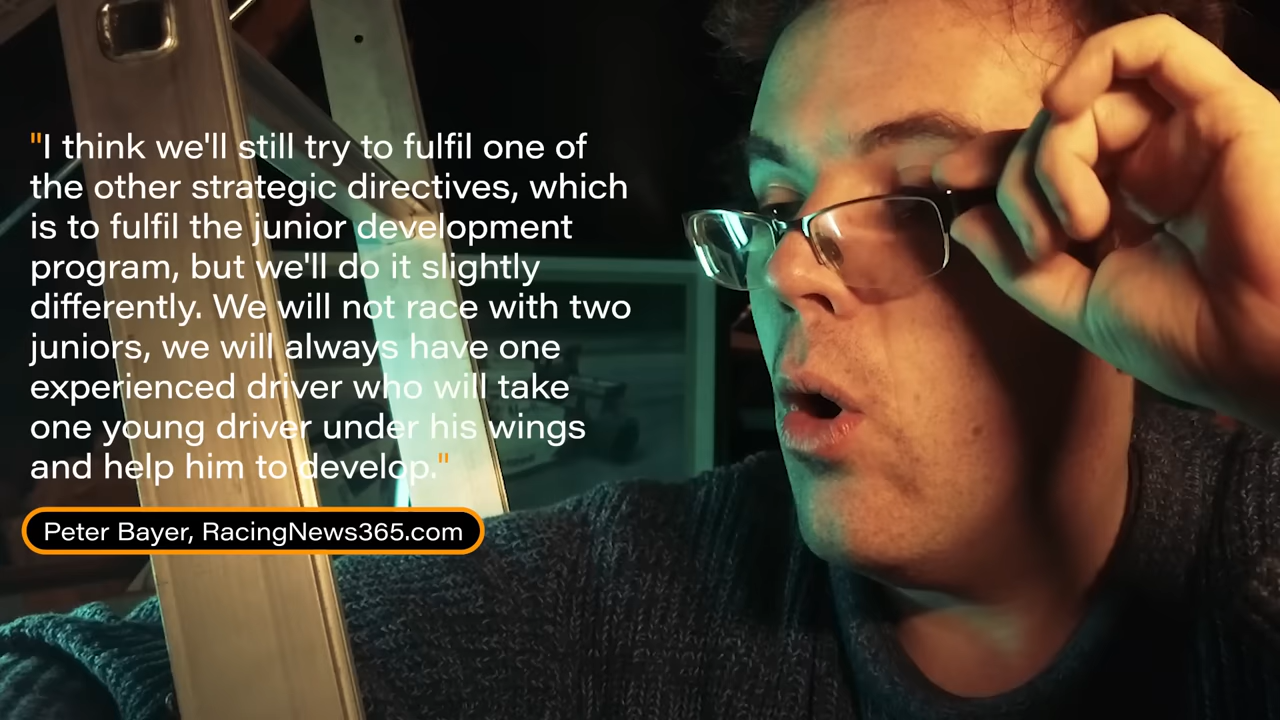 "I think we'll still try to fulfil one of
the other strategic directives, which
is to fulfil the junior development
program, but we'll do it slightly
differently. We will not race with two
juniors, we will always have one
experienced driver who will take
one young driver under his wings
and help him to develop."
Peter Bayer, RacingNews365.com